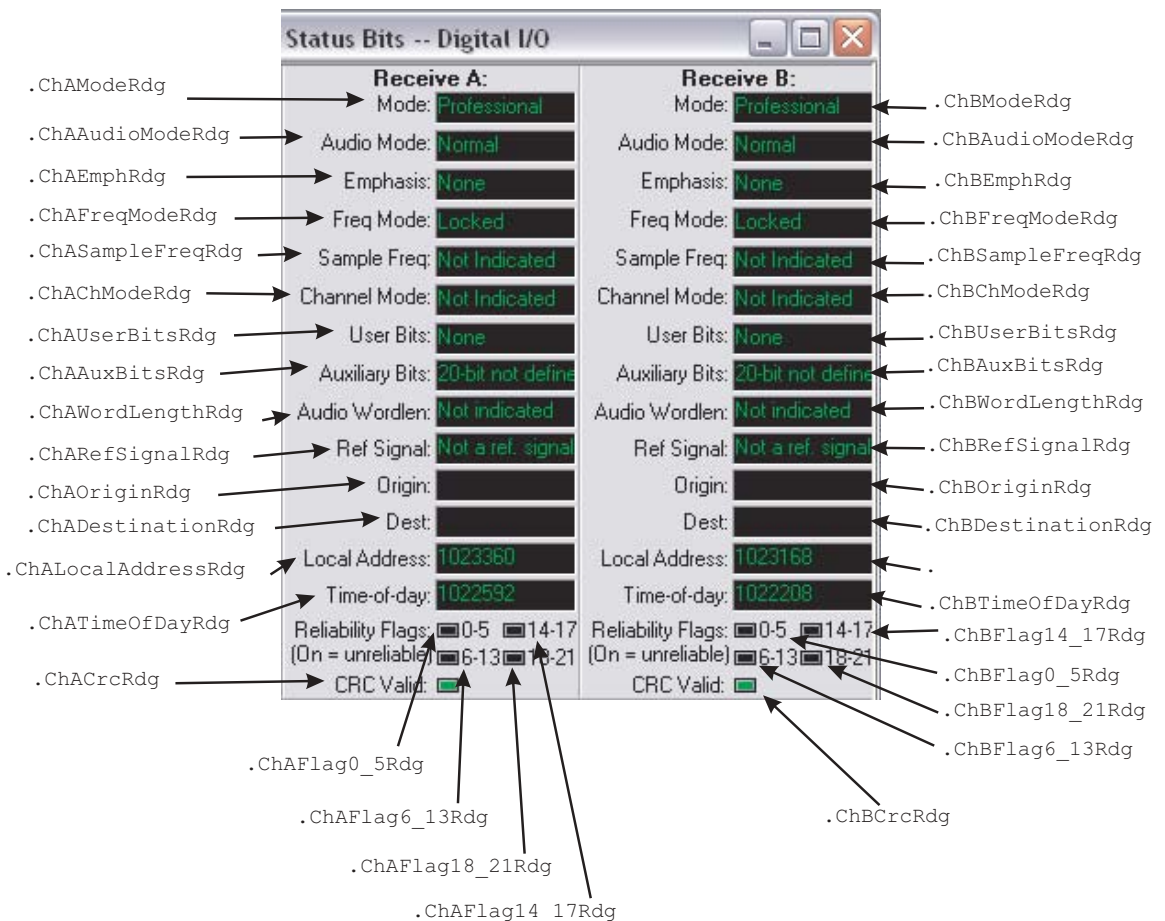 Status Bits -- Digital I/O
Receive A:
Receive B:
.ChAModeRdg
Mode: Professional
Mode: Professional
.ChBModeRdg
.ChAAudioModeRdg
Audio Mode: Normal
Audio Mode: Normal
.ChBAudioModeRdg
.ChAEmphRdg
Emphasis: None
Emphasis: None
.ChBEmphRdg
.ChAFreqModeRdg
Freq Mode: Locked
Freq Mode: Locked
.ChBFreqModeRdg
.ChASampleFreqRdg
Sample Freq: Not Indicated
Sample Freq: Not Indicated
.ChBSampleFreqRdg
.ChAChModeRdg
Channel Mode: Not Indicated
Channel Mode: Not Indicated
.ChBChModeRdg
.ChAUserBitsRdg
User Bits: None
User Bits: None
.ChBUserBitsRdg
.ChAAuxBitsRdg
Auxiliary Bits: 20-bit not define
Auxiliary Bits: 20-bit not define
.ChBAuxBitsRdg
.ChAWordLengthRdg
Audio Wordlen: Not indicated
Audio Wordlen: Not indicated
.ChBWordLengthRdg
.ChARefSignalRdg
Ref Signal: Not a ref. signal
Ref Signal: Not a ref. signal
.ChBRefSignalRdg
.ChAOriginRdg
Origin:
Origin:
.ChBOriginRdg
.ChADestinationRdg
Dest:
Dest:
.ChBDestinationRdg
.ChALocalAddressRdg
Local Address: 1023360
Local Address: 1023168
.
.ChATimeOfDayRdg
Time-of-day: 1022592
Time-of-day: 1022208
.ChBTimeOfDayRdg
Reliability Flags: 0-5 14-17
Reliability Flags: 0-5 14-17
.ChBFlag14_17Rdg
(On = unreliable) 6-13 18-21
(On = unreliable) 6-13 18-21
.ChBFlag0_5Rdg
.ChACrcRdg
CRC Valid:
CRC Valid:
.ChBFlag18_21Rdg
.ChBFlag6_13Rdg
.ChAFlag0_5Rdg
.ChAFlag6_13Rdg
.ChBCrcRdg
.ChAFlag18_21Rdg
.ChAFlag14 17Rdg